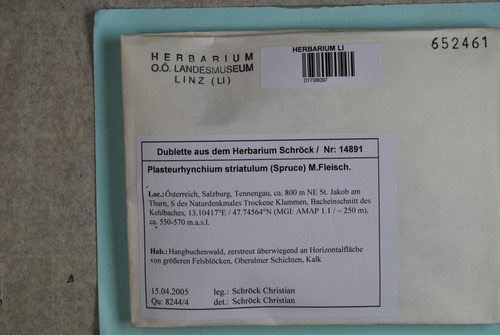 HERBARIUM
O.Ö. LANDESMUSEUM
LINZ (LI)
HERBARIUM LI
01708097
652461
Dublette aus dem Herbarium Schröck / Nr: 14891
Plasteurhynchium striatulum (Spruce) M.Fleisch.
Loc.: Österreich, Salzburg, Tennengau, ca. 800 m NE St. Jakob am
Thurn, S des Naturdenkmales Trockene Klammen, Bacheinschnitt des
Kehlbaches, 13.10417°E / 47.74564°N (MGI: AMAP 1.1 / ~ 250 m),
ca. 550-570 m.a.s.l.
Hab.: Hangbuchenwald, zerstreut überwiegend an Horizontalfläche
von größeren Felsblöcken, Oberalmer Schichten, Kalk
15.04.2005 leg.: Schröck Christian
Qu: 8244/4 det.: Schröck Christian